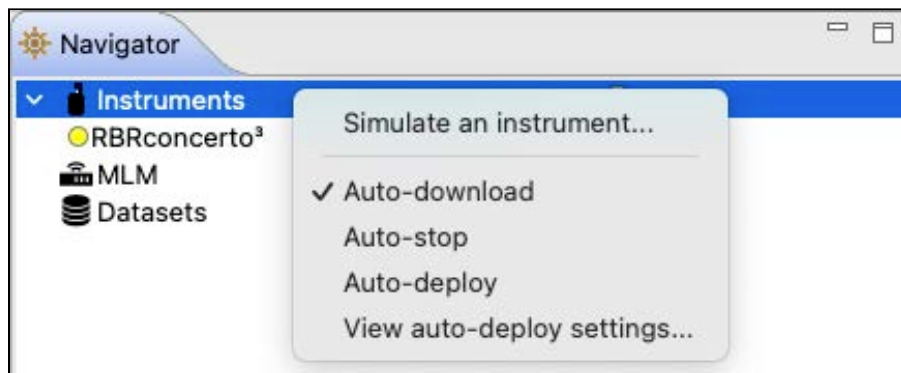 Navigator
Instruments
RBRconcerto³
MLM
Datasets
Simulate an instrument...
Auto-download
Auto-stop
Auto-deploy
View auto-deploy settings...